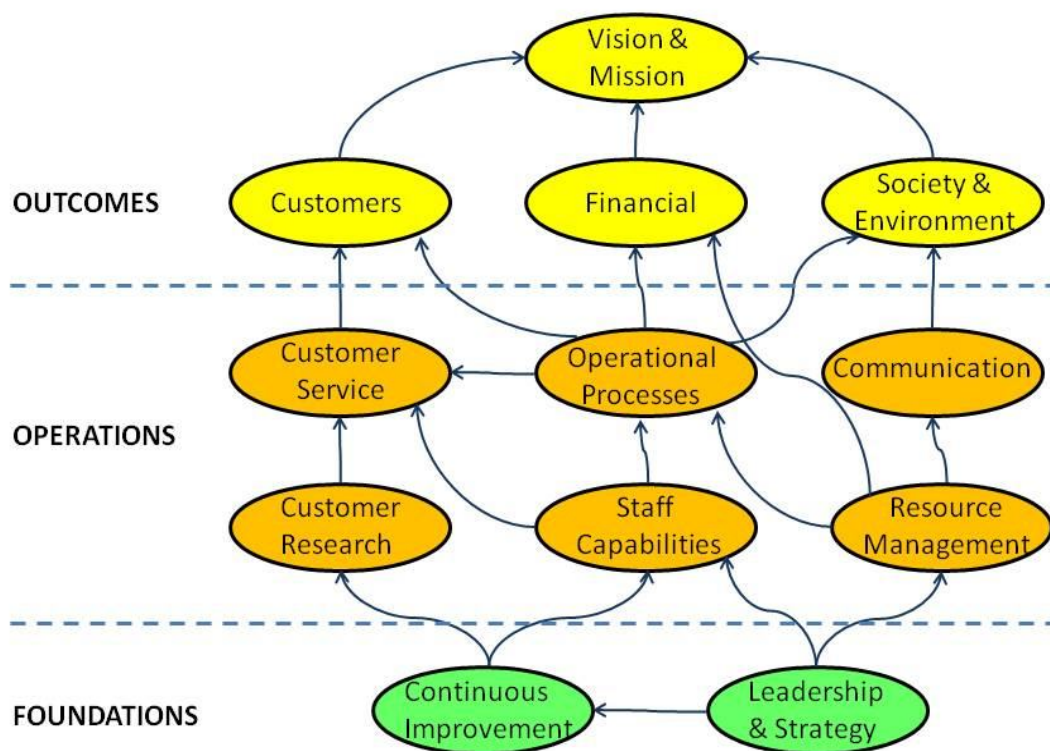 Vision &
Mission
OUTCOMES
Customers
Financial
Society &
Environment
Customer
Service
Operational
Processes
Communication
OPERATIONS
Customer
Research
Staff
Capabilities
Resource
Management
FOUNDATIONS
Continuous
Improvement
Leadership
& Strategy